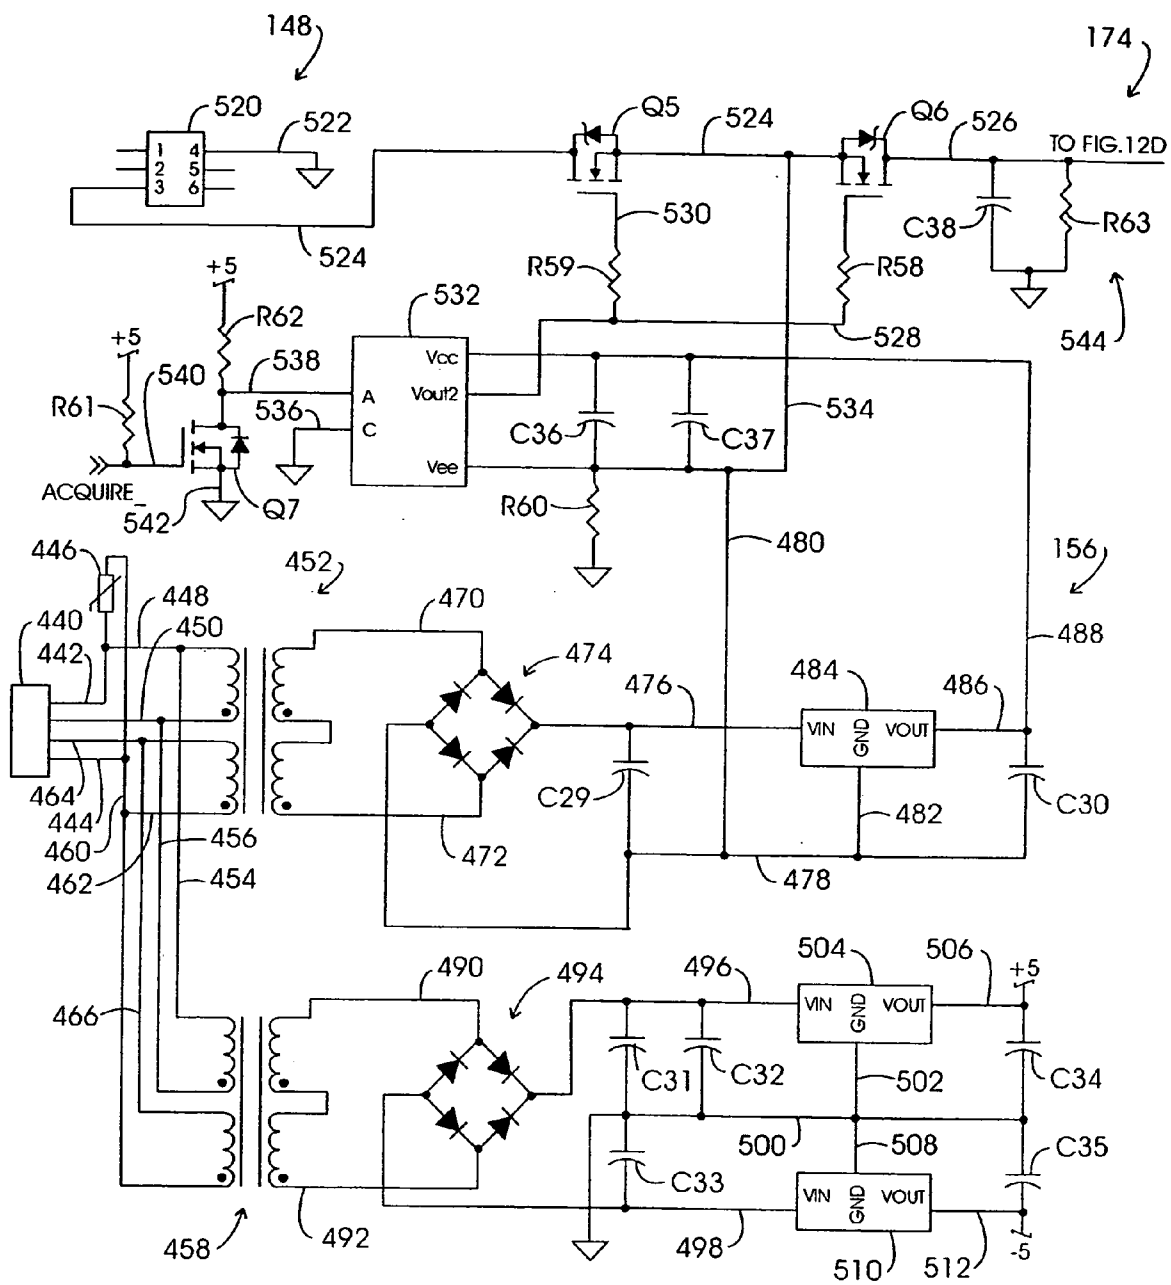 148
174
520
522
Q5
524
Q6
526
TO FIG.12D
1 4
2 5
3 6
530
C38
R63
524
R59
R58
+5
532
528
544
+5
R62
Vcc
538
540
A
Vout2
534
R61
536
C
C36
C37
Vee
ACQUIRE_
542
Q7
R60
480
446
452
156
448
470
440
450
488
442
474
484
486
476
VIN
GND
VOUT
C29
C30
464
482
444
456
460
472
462
454
478
490
494
496
504
506
+5
466
VIN
GND
VOUT
C31
C32
C34
502
500
508
C35
C33
VIN
GND
VOUT
458
492
498
510
512
-5